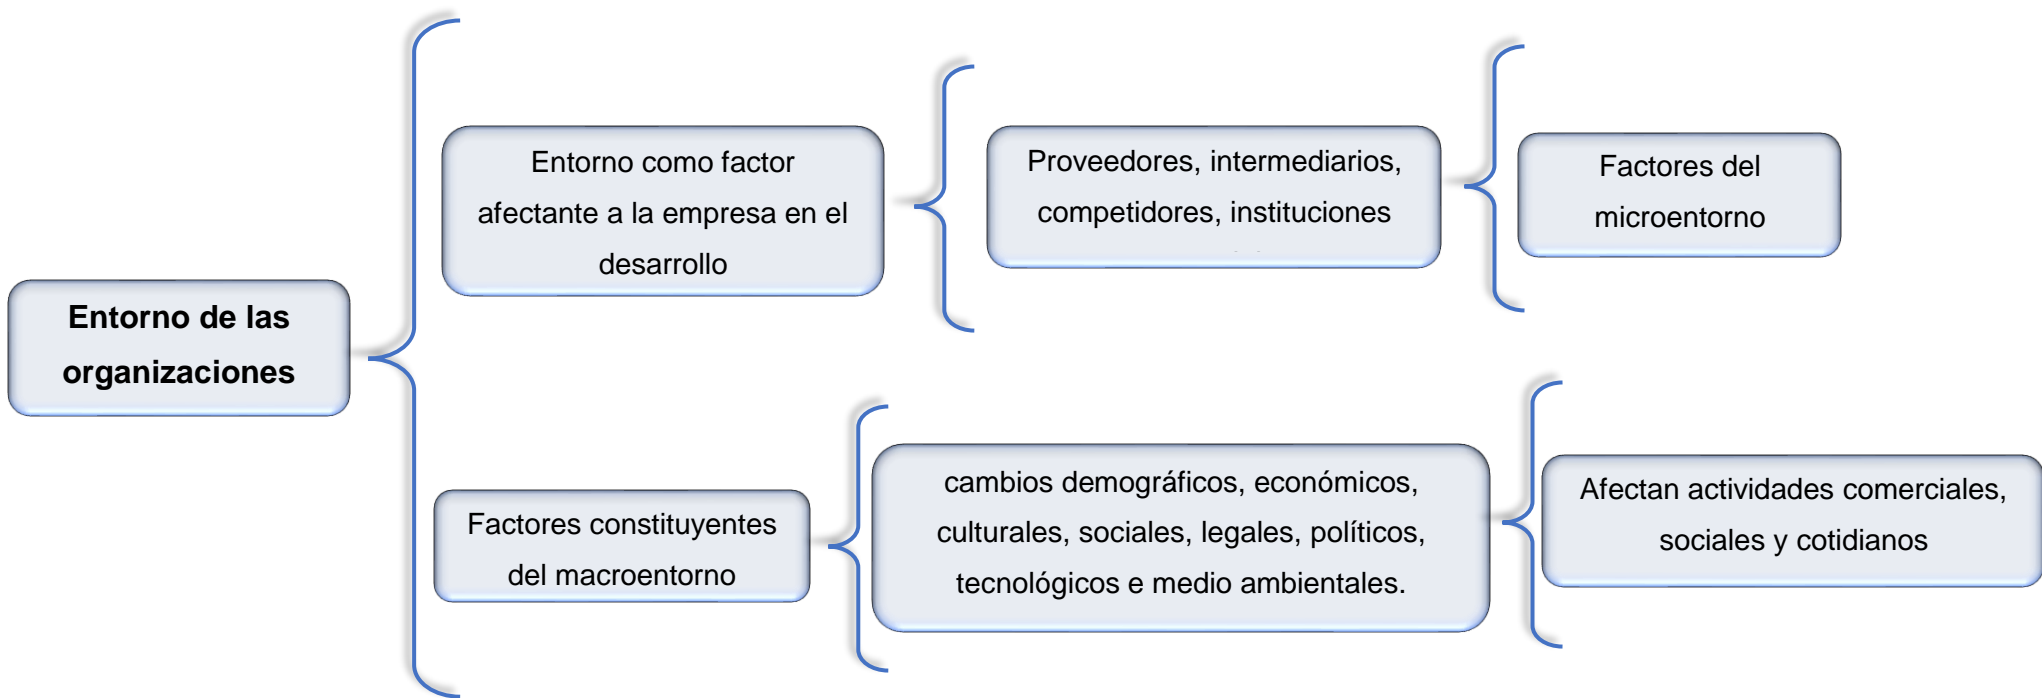 Entorno de las
organizaciones
Entorno como factor
afectante a la empresa en el
desarrollo
Proveedores, intermediarios,
competidores, instituciones
Factores del
microentorno
Factores constituyentes
del macroentorno
cambios demográficos, económicos,
culturales, sociales, legales, políticos,
tecnológicos e medio ambientales.
Afectan actividades comerciales,
sociales y cotidianos